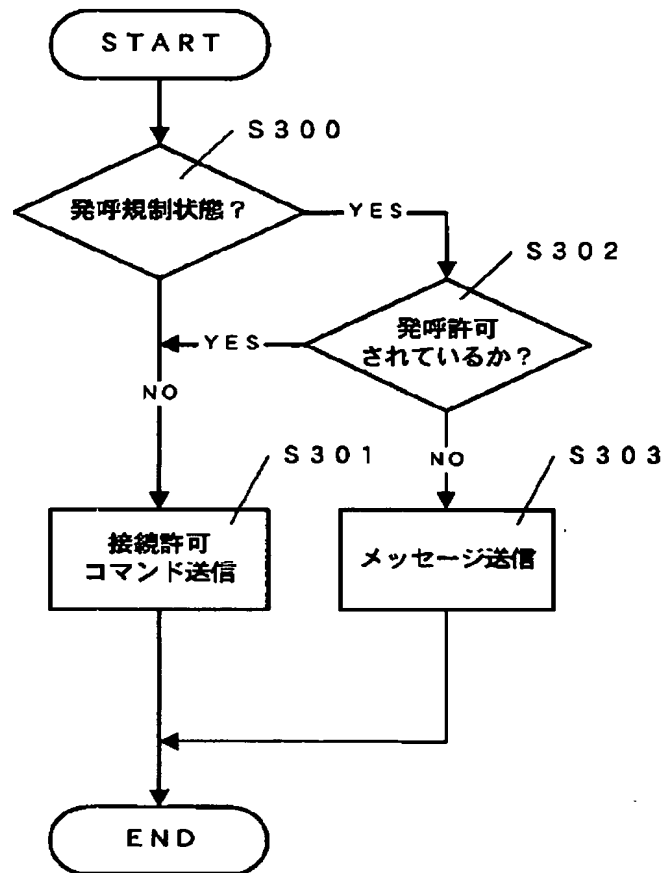 START
S300
発呼規制状態?
YES
S302
発呼許可
されているか?
YES
NO
S301
NO
S303
接続許可
コマンド送信
メッセージ送信
END